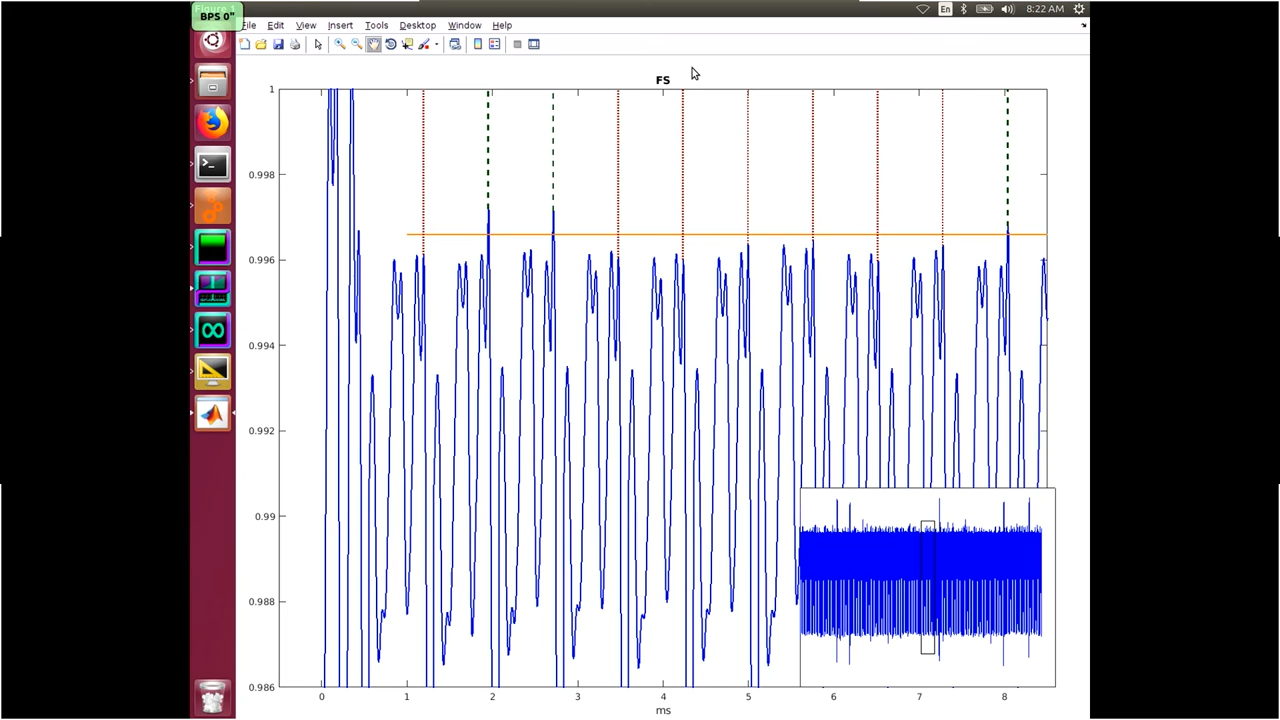 Figure 1
BPS 0"
En
8:22 AM
File Edit View Insert Tools Desktop Window Help
FS
1
0.998
0.996
0.994
0.992
0.99
0.988
0.986
0 1 2 3 4 5 6 7 8
ms